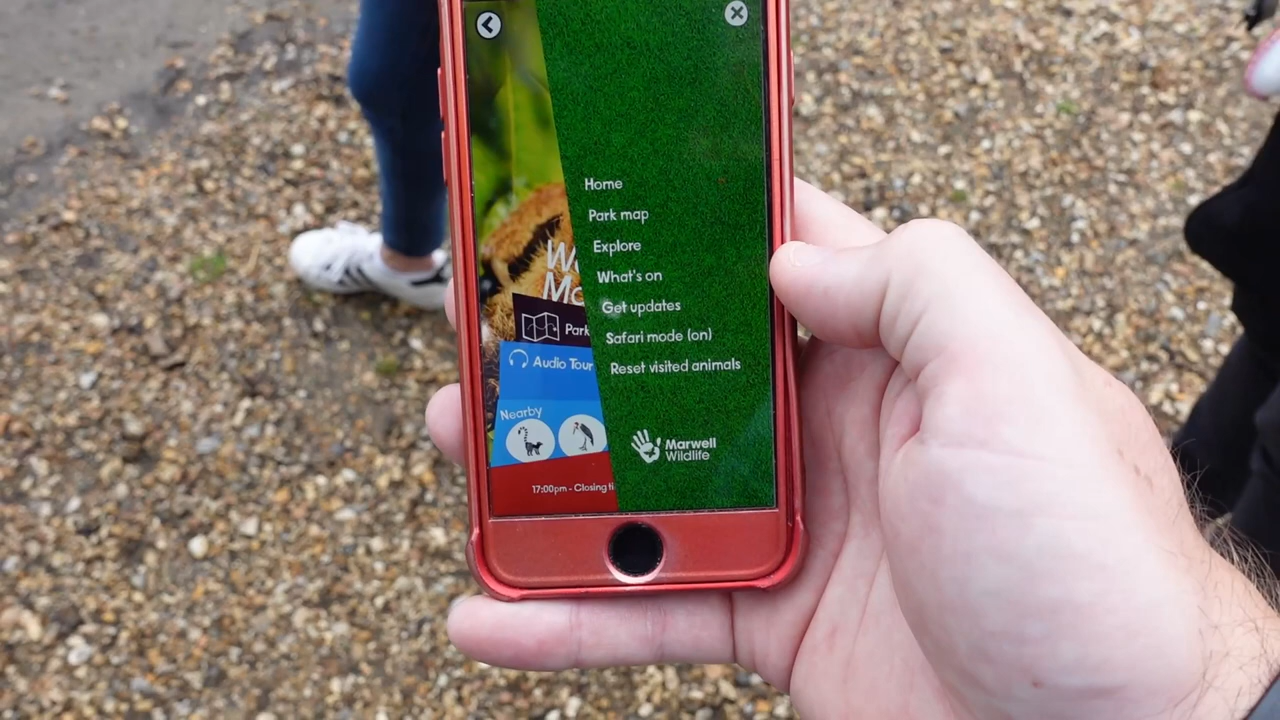 Home
Park map
Explore
What's on
Get updates
Safari mode (on)
Reset visited animals
Marwell
Wildlife
Park
Audio Tour
Nearby
17:00pm - Closing